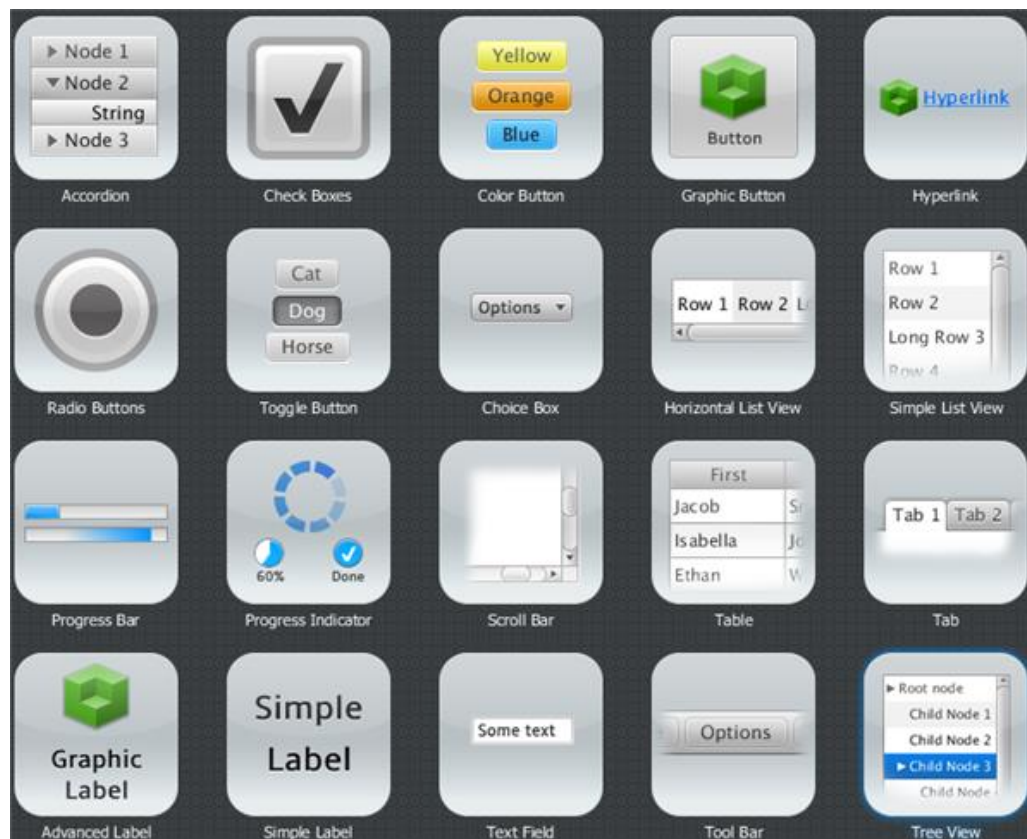 Node 1
Node 2
String
Node 3
Accordion
Check Boxes
Yellow
Orange
Blue
Color Button
Button
Graphic Button
Hyperlink
Hyperlink
Radio Buttons
Cat
Dog
Horse
Toggle Button
Options
Choice Box
Row 1 Row 2 L
Horizontal List View
Row 1
Row 2
Long Row 3
Row 4
Simple List View
Progress Bar
60% Done
Progress Indicator
Scroll Bar
First
Jacob
Isabella
Ethan
Table
Tab 1 Tab 2
Tab
Graphic
Label
Advanced Label
Simple
Label
Simple Label
Some text
Text Field
Options
Tool Bar
Root node
Child Node 1
Child Node 2
Child Node 3
Child Node
Tree View